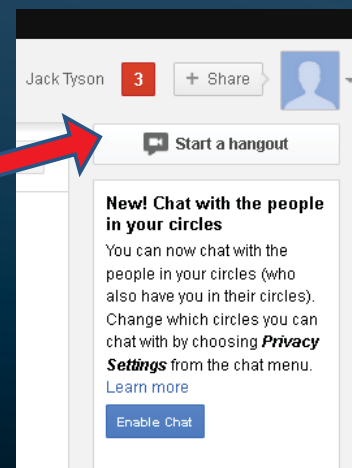 Jack Tyson 3 + Share
Start a hangout
New! Chat with the people
in your circles
You can now chat with the
people in your circles (who
also have you in their circles).
Change which circles you can
chat with by choosing Privacy
Settings from the chat menu.
Learn more
Enable Chat